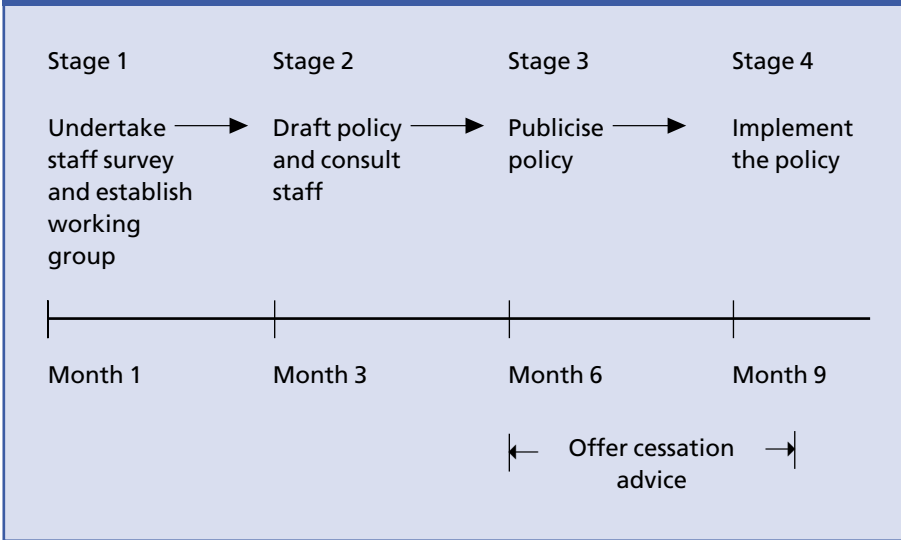 Stage 1
Undertake
staff survey
and establish
working
group
Stage 2
Draft policy
and consult
staff
Stage 3
Publicise
policy
Stage 4
Implement
the policy
Month 1
Month 3
Month 6
Month 9
Offer cessation
advice